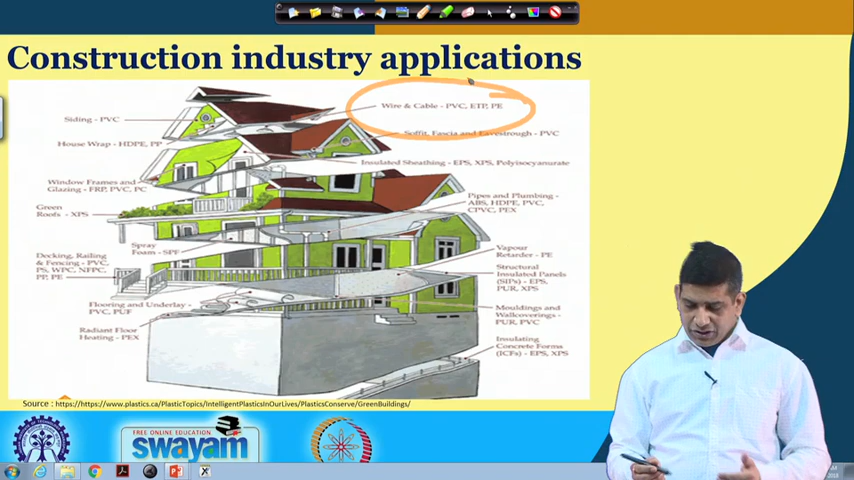 Construction industry applications
Wire & Cable - PVC, ETP, PE
Siding - PVC
Soffit, Fascia and Eavestrough - PVC
House Wrap - HDPE, PP
Insulated Sheathing - EPS, XPS, Polyisocyanurate
Window Frames and
Glazing - FRP, PVC, PC
Pipes and Plumbing -
ABS, HDPE, PVC,
CPVC, PEX
Green
Roofs - XPS
Spray
Foam - SPF
Vapour
Retarder - PE
Decking, Railing
& Fencing - PVC,
PS, WPC, NFPC,
PP, PE
Structural
Insulated Panels
(SIPs) - EPS,
PUR, XPS
Flooring and Underlay -
PVC, PUF
Mouldings and
Wallcoverings -
PUR, PVC
Radiant Floor
Heating - PEX
Insulating
Concrete Forms
(ICFs) - EPS, XPS
Source : https://https://www.plastics.ca/PlasticTopics/IntelligentPlasticsInOurLives/PlasticsConserve/GreenBuildings/
FREE ONLINE EDUCATION
swayam